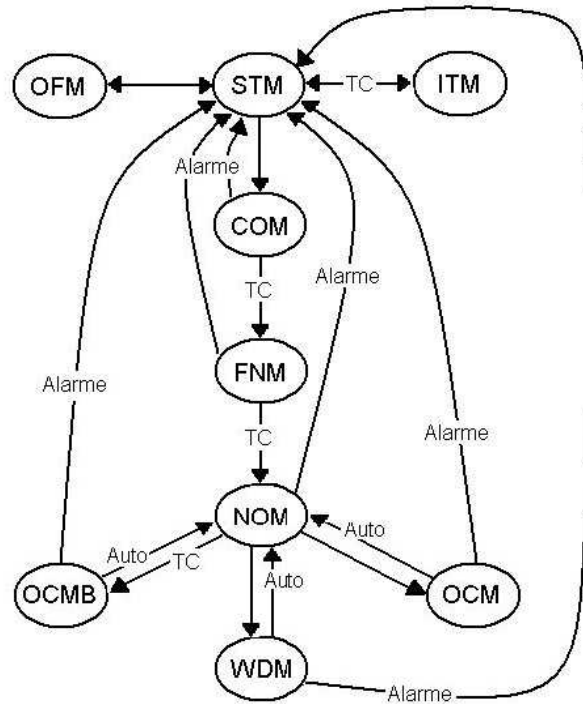 OFM
STM
TC
ITM
Alarme
COM
TC
Alarme
FNM
Alarme
TC
Alarme
NOM
Auto
Auto
TC
Auto
OCMB
OCM
WDM
Alarme